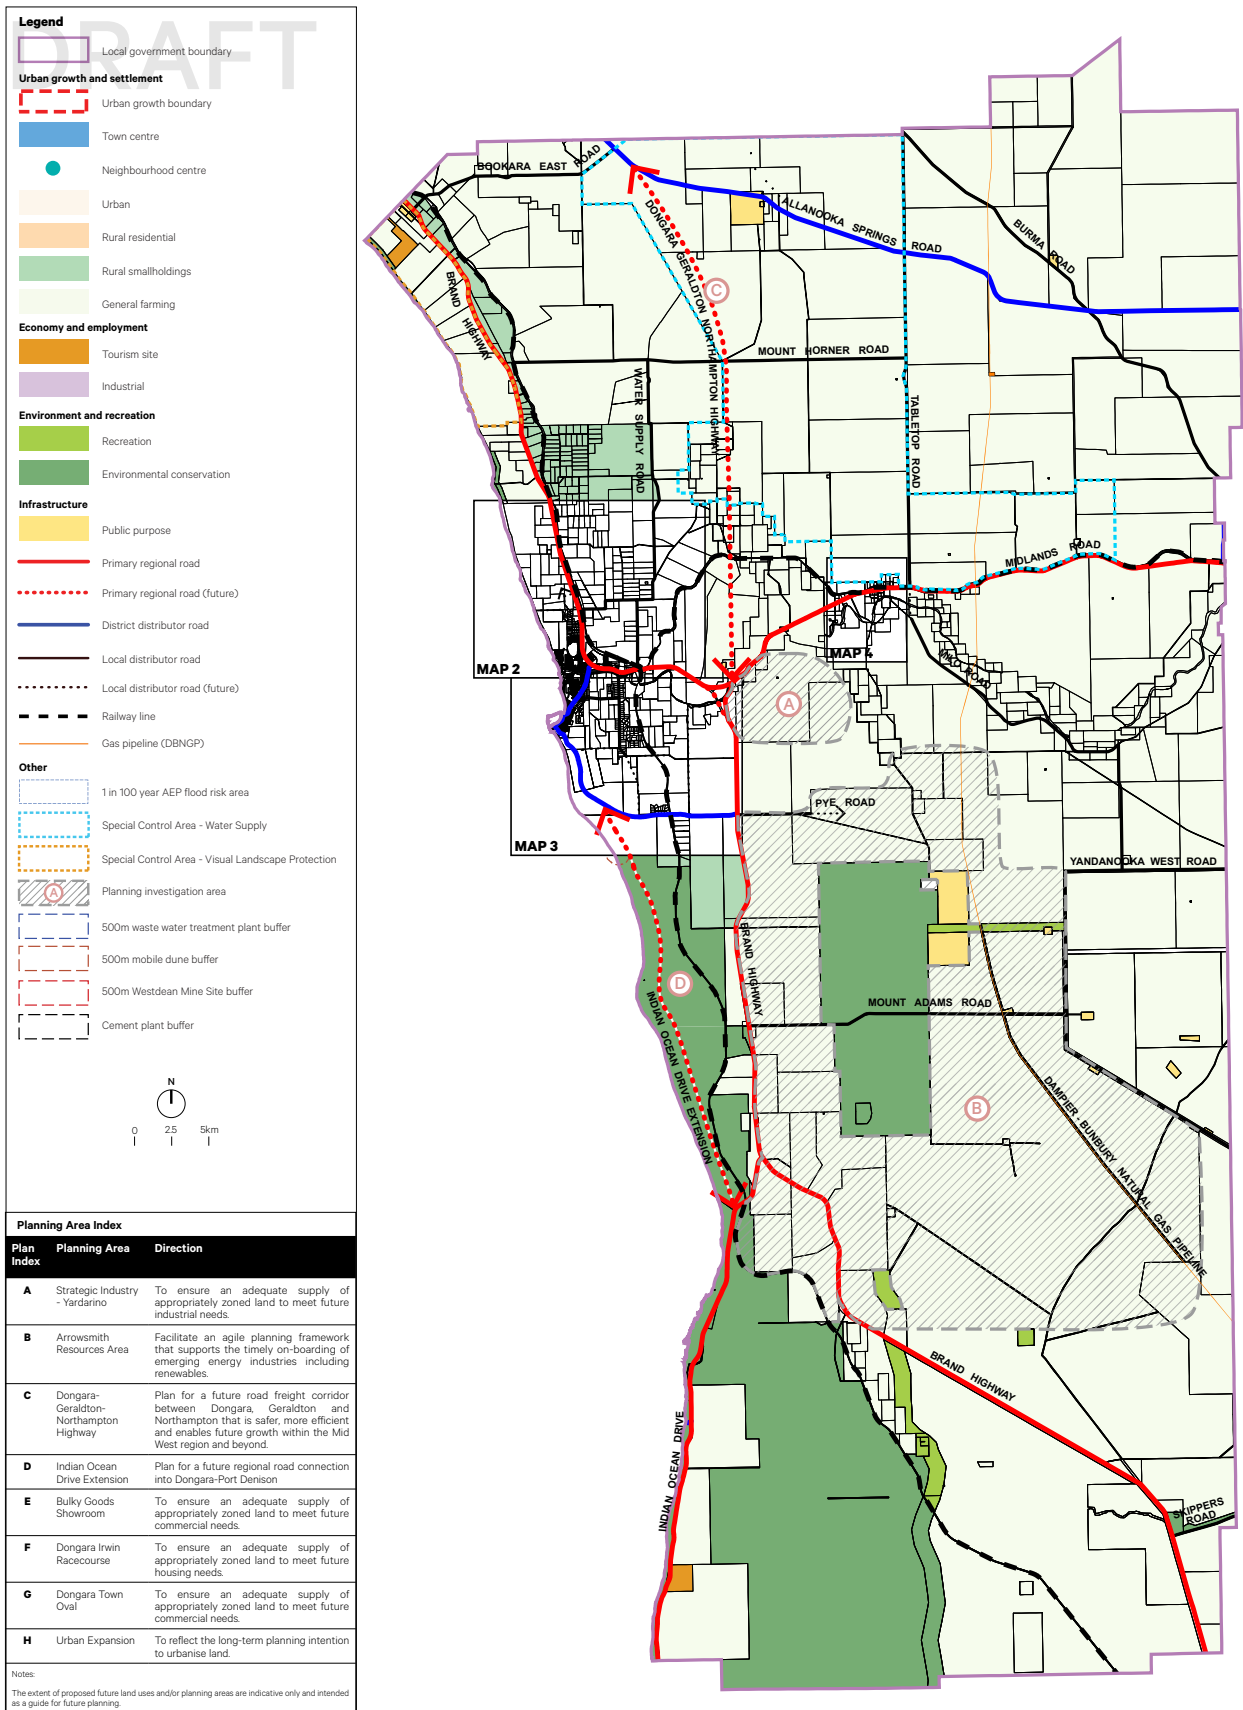 DRAFT
Legend
Local government boundary
Urban growth and settlement
Urban growth boundary
Town centre
Neighbourhood centre
Urban
Rural residential
Rural smallholdings
General farming
Economy and employment
Tourism site
Industrial
Environment and recreation
Recreation
Environmental conservation
Infrastructure
Public purpose
Primary regional road
Primary regional road (future)
District distributor road
Local distributor road
Local distributor road (future)
Railway line
Gas pipeline (DBNGP)
Other
1 in 100 year AEP flood risk area
Special Control Area - Water Supply
Special Control Area - Visual Landscape Protection
A
Planning investigation area
500m waste water treatment plant buffer
500m mobile dune buffer
500m Westdean Mine Site buffer
Cement plant buffer
N
0 2.5 5km
Planning Area Index
Plan Index Planning Area Direction
A Strategic Industry - Yardarino To ensure an adequate supply of
appropriately zoned land to meet future
industrial needs.
B Arrowsmith Resources Area Facilitate an agile planning framework
that supports the timely on-boarding of
emerging energy industries including
renewables.
C Dongara-Geraldton-Northampton Highway Plan for a future road freight corridor
between Dongara, Geraldton and
Northampton that is safer, more efficient
and enables future growth within the Mid
West region and beyond.
D Indian Ocean Drive Extension Plan for a future regional road connection
into Dongara-Port Denison
E Bulky Goods Showroom To ensure an adequate supply of
appropriately zoned land to meet future
commercial needs.
F Dongara Irwin Racecourse To ensure an adequate supply of
appropriately zoned land to meet future
housing needs.
G Dongara Town Oval To ensure an adequate supply of
appropriately zoned land to meet future
commercial needs.
H Urban Expansion To reflect the long-term planning intention
to urbanise land.
Notes:
The extent of proposed future land uses and/or planning areas are indicative only and intended
as a guide for future planning.
BOOKARA EAST ROAD
ALLANOOKA SPRINGS ROAD
BURMA ROAD
DONGARA GERALDTON NORTHAMPTON HIGHWAY
C
BRAND HIGHWAY
MOUNT HORNER ROAD
WATER SUPPLY ROAD
TABLETOP ROAD
MIDLANDS ROAD
MAP 2
MAP 4
MILO ROAD
A
PYE ROAD
MAP 3
YANDANOOKA WEST ROAD
BRAND HIGHWAY
D
MOUNT ADAMS ROAD
INDIAN OCEAN DRIVE EXTENSION
B
DAMPIER - BUNBURY NATURAL GAS PIPELINE
BRAND HIGHWAY
INDIAN OCEAN DRIVE
SKIPPERS ROAD